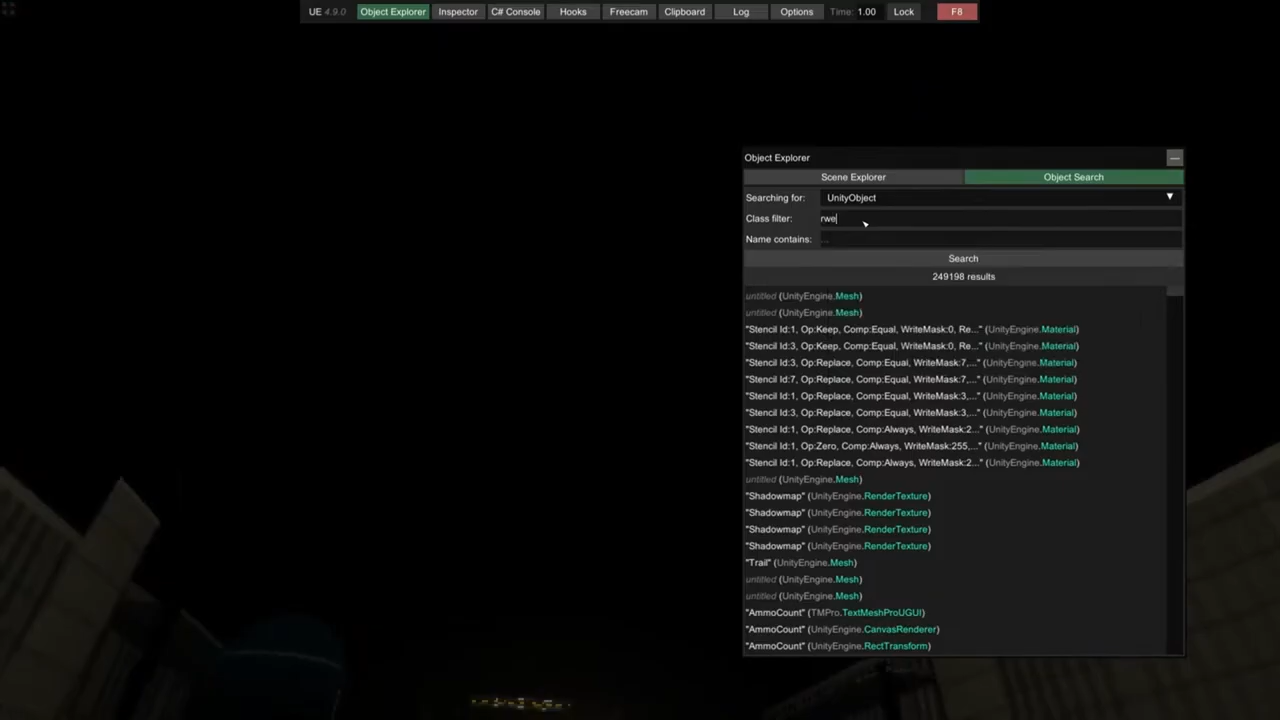 UE 4.9.0 Object Explorer Inspector C# Console Hooks Freecam Clipboard Log Options Time: 1.00 Lock F8
Object Explorer —
Scene Explorer Object Search
Searching for: UnityObject ▼
Class filter: rwe
Name contains: ...
Search
249198 results
untitled (UnityEngine.Mesh)
untitled (UnityEngine.Mesh)
"Stencil Id:1, Op:Keep, Comp:Equal, WriteMask:0, Re..." (UnityEngine.Material)
"Stencil Id:3, Op:Keep, Comp:Equal, WriteMask:0, Re..." (UnityEngine.Material)
"Stencil Id:3, Op:Replace, Comp:Equal, WriteMask:7,..." (UnityEngine.Material)
"Stencil Id:7, Op:Replace, Comp:Equal, WriteMask:7,..." (UnityEngine.Material)
"Stencil Id:1, Op:Replace, Comp:Equal, WriteMask:3,..." (UnityEngine.Material)
"Stencil Id:3, Op:Replace, Comp:Equal, WriteMask:3,..." (UnityEngine.Material)
"Stencil Id:1, Op:Replace, Comp:Always, WriteMask:2..." (UnityEngine.Material)
"Stencil Id:1, Op:Zero, Comp:Always, WriteMask:255,..." (UnityEngine.Material)
"Stencil Id:1, Op:Replace, Comp:Always, WriteMask:2..." (UnityEngine.Material)
untitled (UnityEngine.Mesh)
"Shadowmap" (UnityEngine.RenderTexture)
"Shadowmap" (UnityEngine.RenderTexture)
"Shadowmap" (UnityEngine.RenderTexture)
"Shadowmap" (UnityEngine.RenderTexture)
"Trail" (UnityEngine.Mesh)
untitled (UnityEngine.Mesh)
untitled (UnityEngine.Mesh)
"AmmoCount" (TMPro.TextMeshProUGUI)
"AmmoCount" (UnityEngine.CanvasRenderer)
"AmmoCount" (UnityEngine.RectTransform)